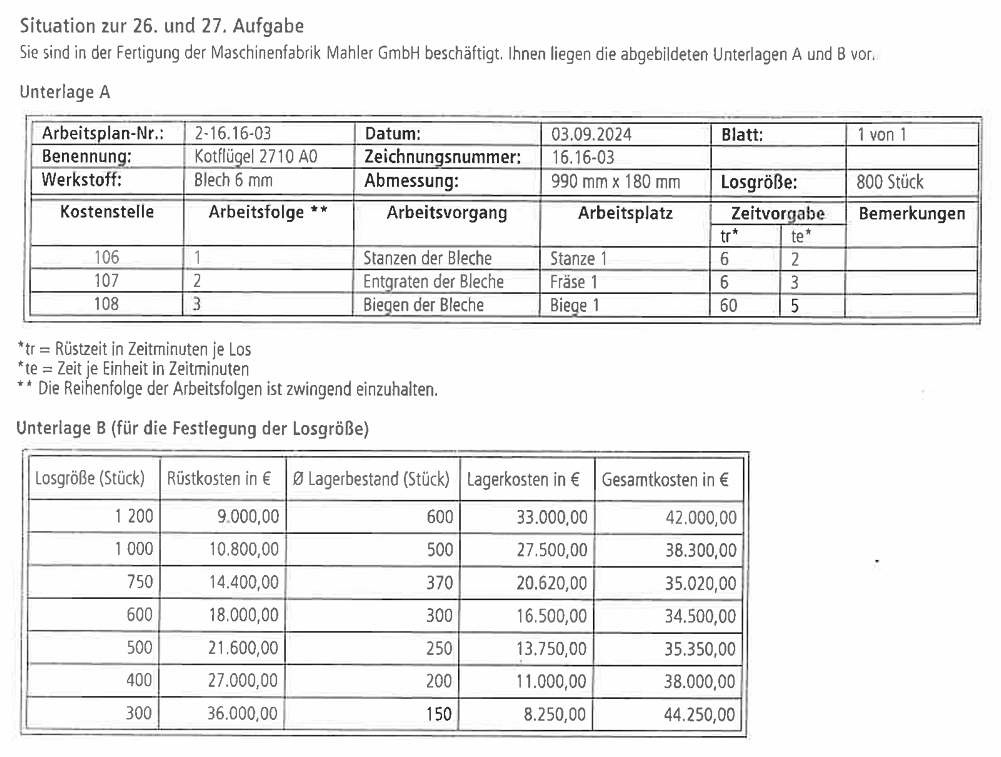 Situation zur 26. und 27. Aufgabe
Sie sind in der Fertigung der Maschinenfabrik Mahler GmbH beschäftigt. Ihnen liegen die abgebildeten Unterlagen A und B vor.
Unterlage A
Arbeitsplan-Nr.: 2-16.16-03 Datum: 03.09.2024 Blatt: 1 von 1
Benennung: Kotflügel 2710 A0 Zeichnungsnummer: 16.16-03
Werkstoff: Blech 6 mm Abmessung: 990 mm x 180 mm Losgröße: 800 Stück
Kostenstelle Arbeitsfolge ** Arbeitsvorgang Arbeitsplatz Zeitvorgabe Bemerkungen
tr* te*
106 1 Stanzen der Bleche Stanze 1 6 2
107 2 Entgraten der Bleche Fräse 1 6 3
108 3 Biegen der Bleche Biege 1 60 5
*tr = Rüstzeit in Zeitminuten je Los
*te = Zeit je Einheit in Zeitminuten
** Die Reihenfolge der Arbeitsfolgen ist zwingend einzuhalten.
Unterlage B (für die Festlegung der Losgröße)
Losgröße (Stück) Rüstkosten in € Ø Lagerbestand (Stück) Lagerkosten in € Gesamtkosten in €
1 200 9.000,00 600 33.000,00 42.000,00
1 000 10.800,00 500 27.500,00 38.300,00
750 14.400,00 370 20.620,00 35.020,00
600 18.000,00 300 16.500,00 34.500,00
500 21.600,00 250 13.750,00 35.350,00
400 27.000,00 200 11.000,00 38.000,00
300 36.000,00 150 8.250,00 44.250,00